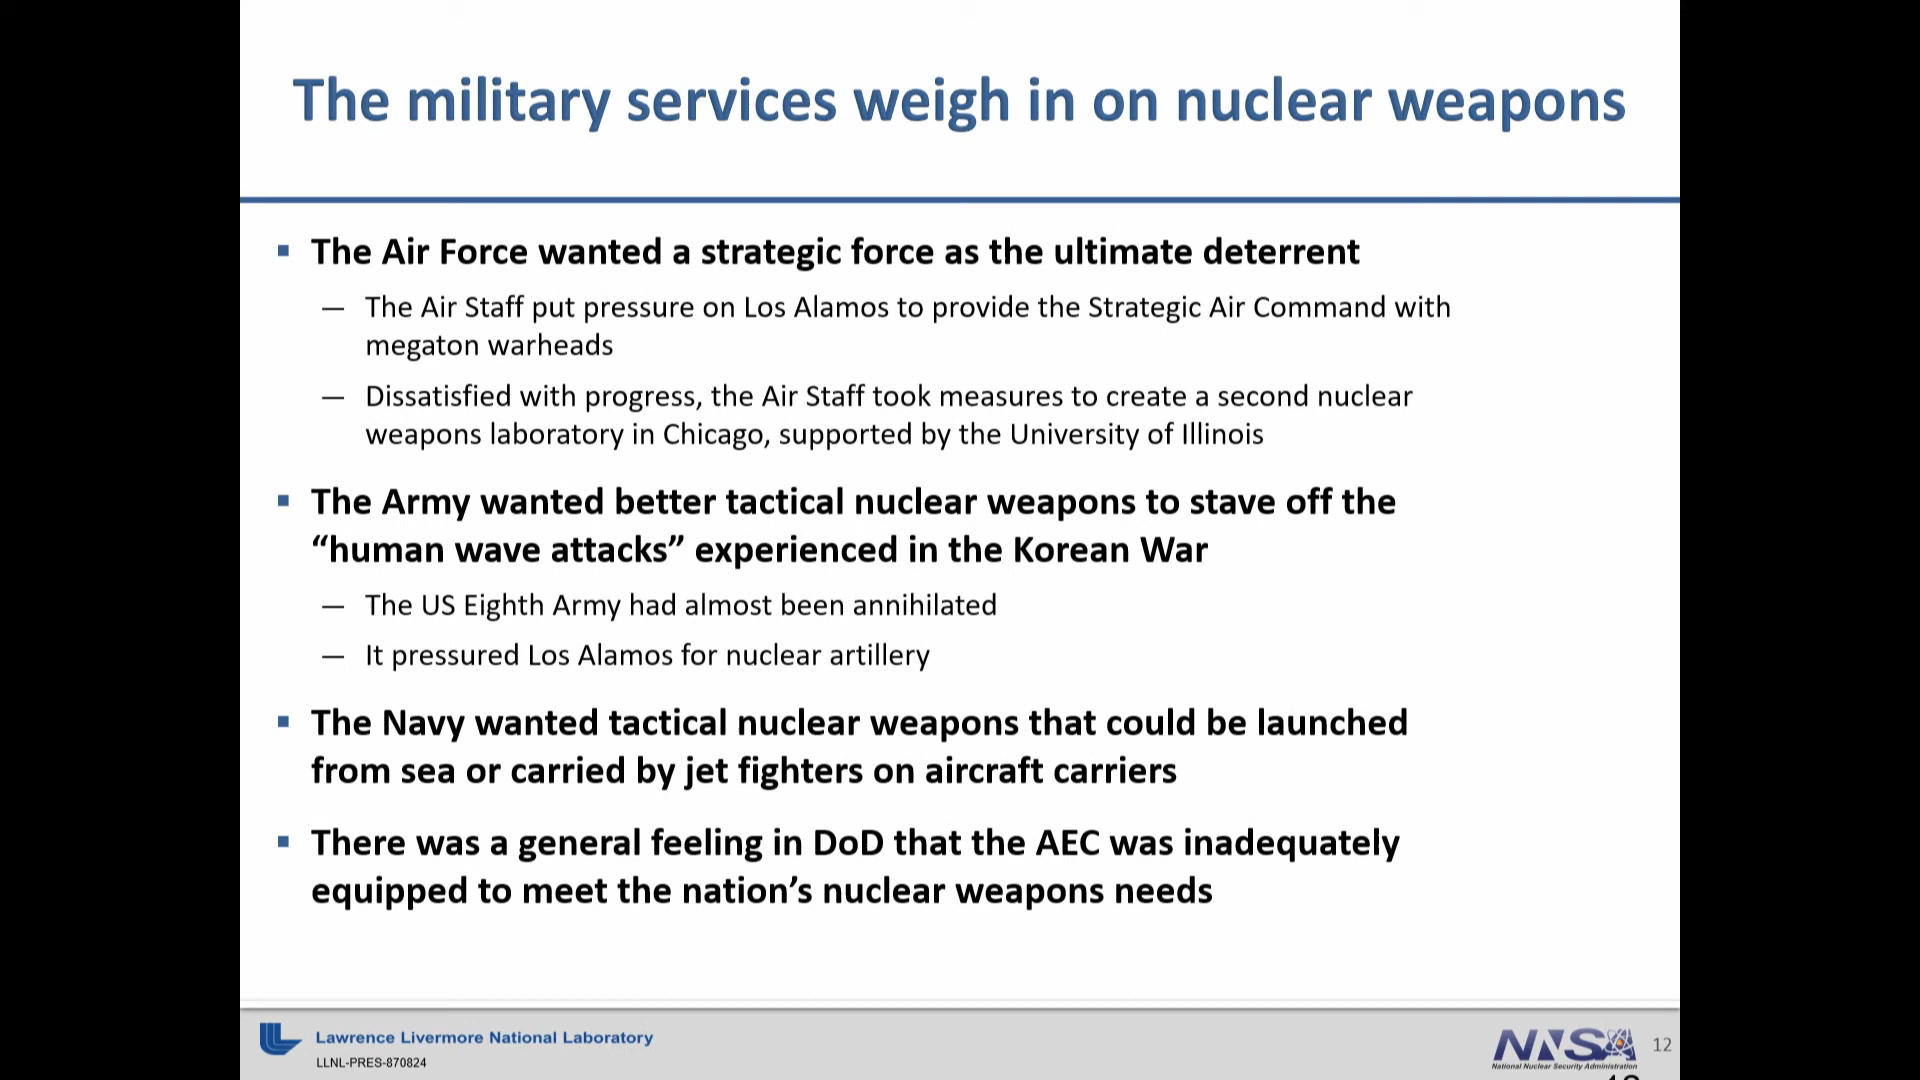 The military services weigh in on nuclear weapons
▪ The Air Force wanted a strategic force as the ultimate deterrent
— The Air Staff put pressure on Los Alamos to provide the Strategic Air Command with
megaton warheads
— Dissatisfied with progress, the Air Staff took measures to create a second nuclear
weapons laboratory in Chicago, supported by the University of Illinois
▪ The Army wanted better tactical nuclear weapons to stave off the
“human wave attacks” experienced in the Korean War
— The US Eighth Army had almost been annihilated
— It pressured Los Alamos for nuclear artillery
▪ The Navy wanted tactical nuclear weapons that could be launched
from sea or carried by jet fighters on aircraft carriers
▪ There was a general feeling in DoD that the AEC was inadequately
equipped to meet the nation’s nuclear weapons needs
Lawrence Livermore National Laboratory
LLNL-PRES-870824
NNSA
National Nuclear Security Administration
12